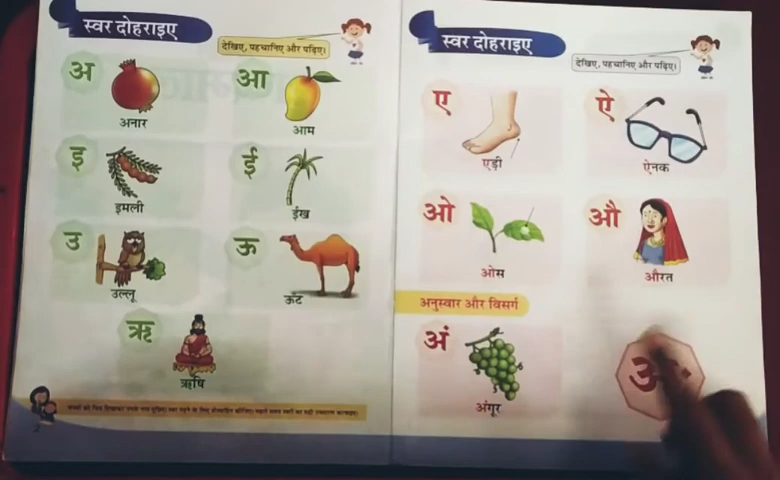 स्वर दोहराइए
देखिए, पहचानिए और पढ़िए।
अ
अनार
आ
आम
इ
इमली
ई
ईख
उ
उल्लू
ऊ
ऊंट
ऋ
ऋषि
स्वर दोहराइए
देखिए, पहचानिए और पढ़िए।
ए
एड़ी
ऐ
ऐनक
ओ
ओस
औ
औरत
अनुस्वार और विसर्ग
अं
अंगूर